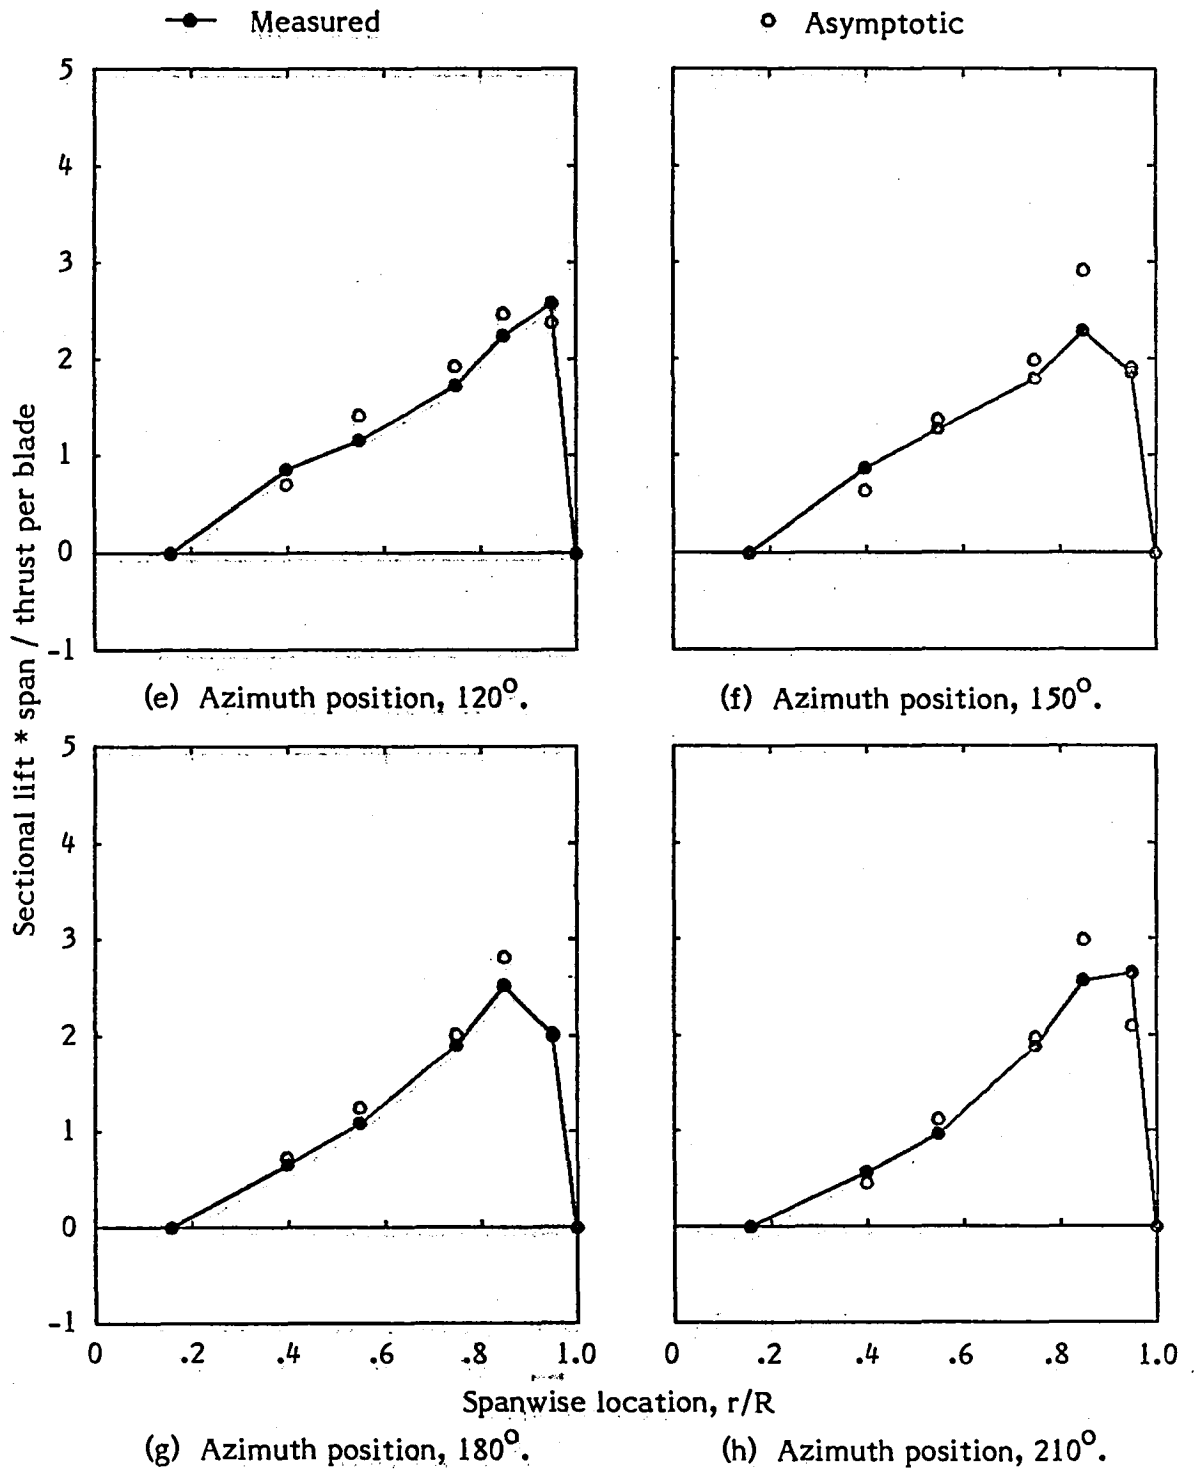 Measured
Asymptotic
5
4
3
2
1
0
-1
Sectional lift * span / thrust per blade
(e) Azimuth position, 120°.
(f) Azimuth position, 150°.
5
4
3
2
1
0
-1
0 .2 .4 .6 .8 1.0
0 .2 .4 .6 .8 1.0
Spanwise location, r/R
(g) Azimuth position, 180°.
(h) Azimuth position, 210°.